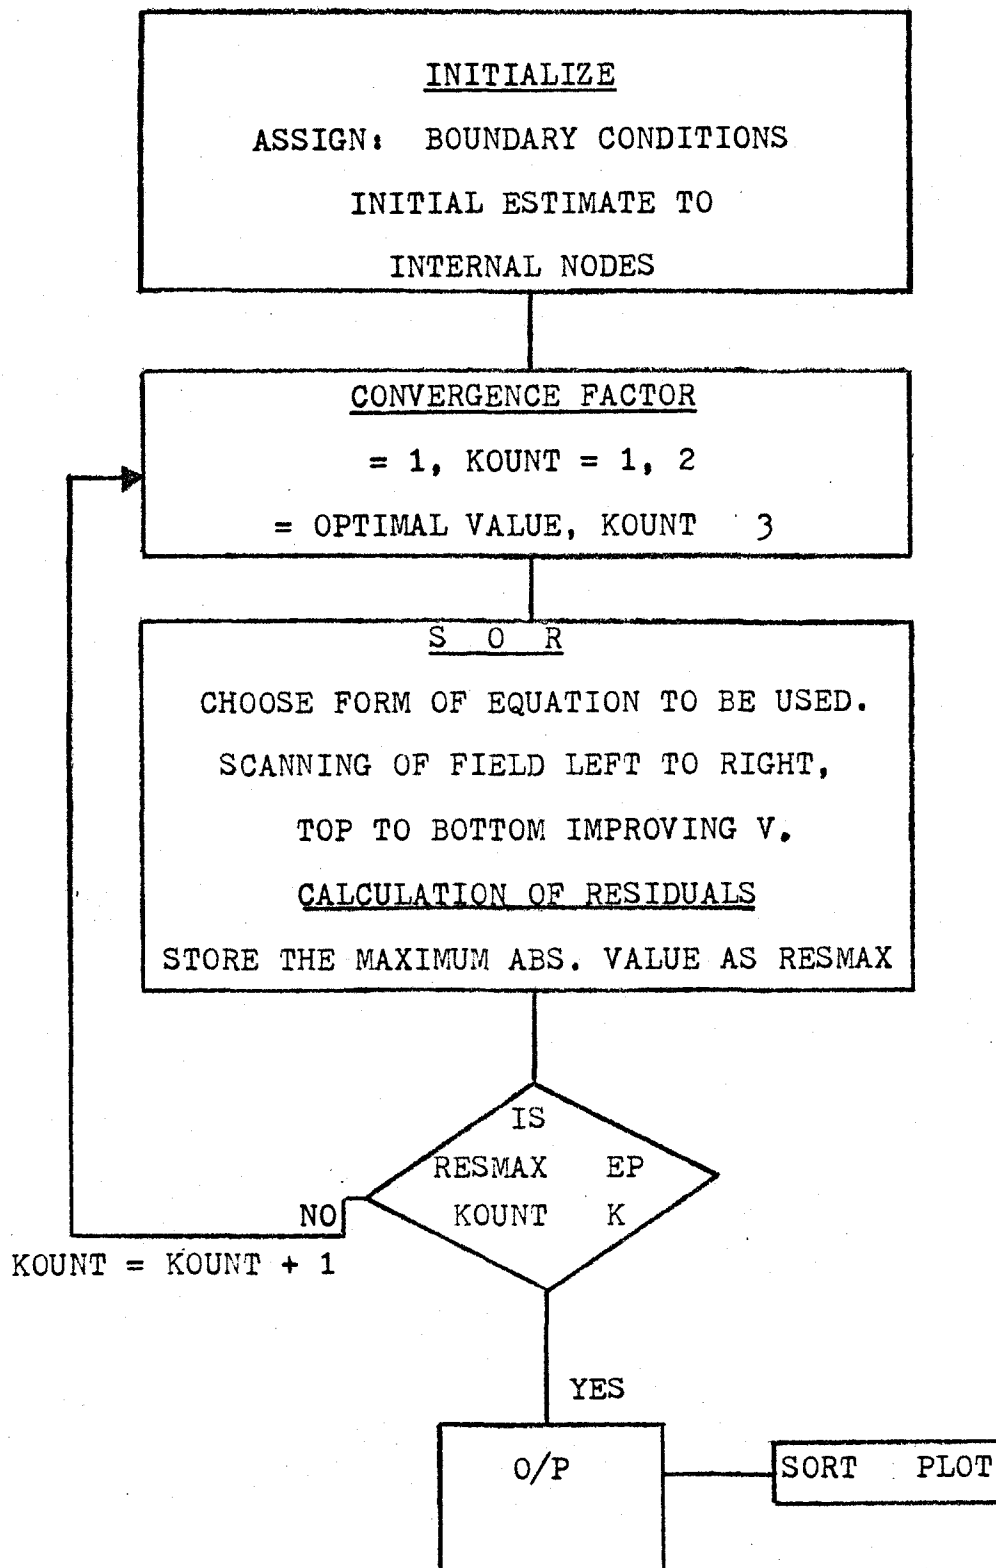 INITIALIZE
ASSIGN: BOUNDARY CONDITIONS
INITIAL ESTIMATE TO
INTERNAL NODES
CONVERGENCE FACTOR
= 1, KOUNT = 1, 2
= OPTIMAL VALUE, KOUNT 3
S O R
CHOOSE FORM OF EQUATION TO BE USED.
SCANNING OF FIELD LEFT TO RIGHT,
TOP TO BOTTOM IMPROVING V.
CALCULATION OF RESIDUALS
STORE THE MAXIMUM ABS. VALUE AS RESMAX
IS
RESMAX EP
KOUNT K
NO
KOUNT = KOUNT + 1
YES
O/P
SORT PLOT